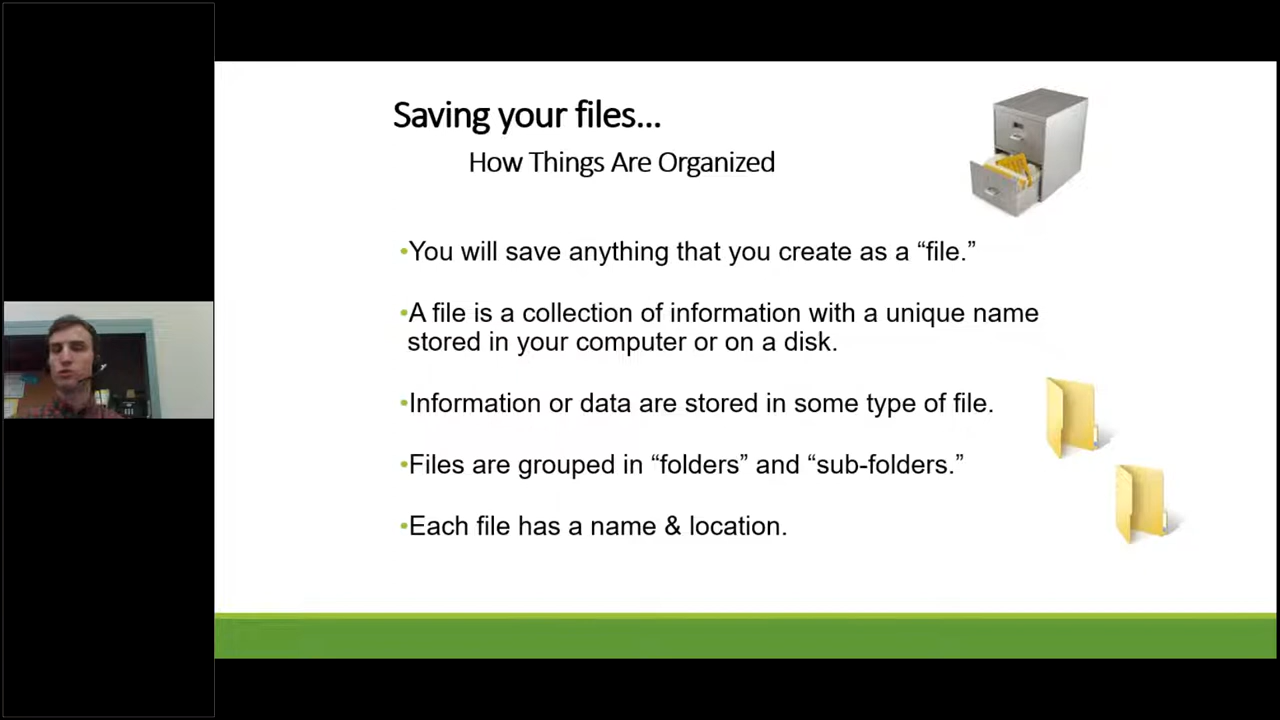 Saving your files...
How Things Are Organized
•You will save anything that you create as a “file.”
•A file is a collection of information with a unique name
stored in your computer or on a disk.
•Information or data are stored in some type of file.
•Files are grouped in “folders” and “sub-folders.”
•Each file has a name & location.